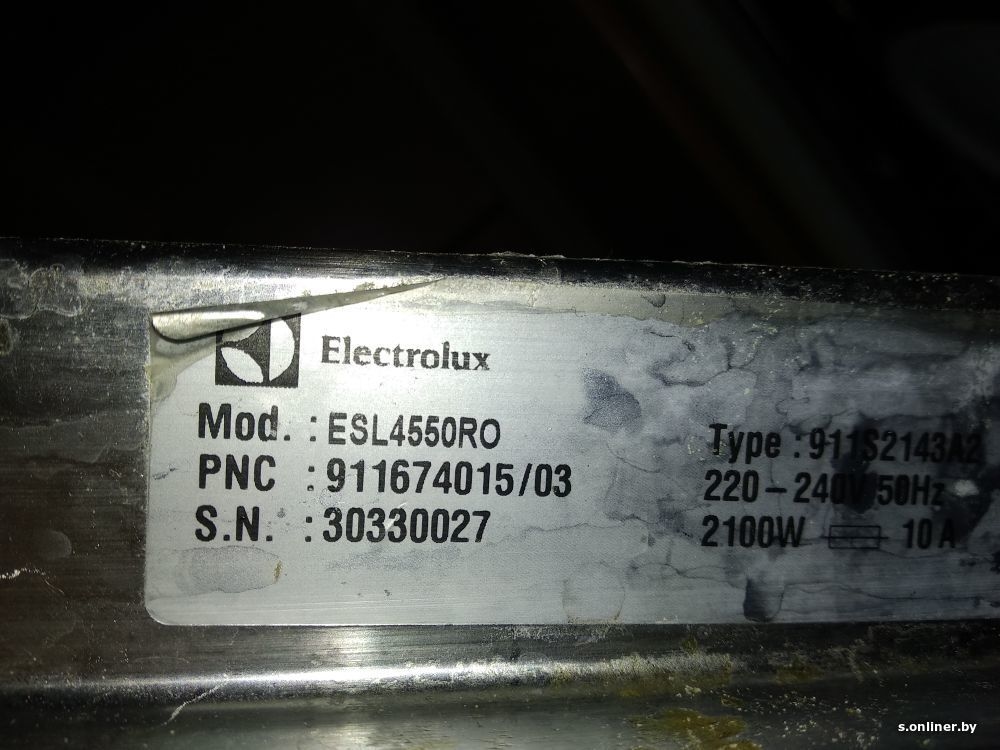 Electrolux
Mod. : ESL4550RO
PNC : 911674015/03
S.N. : 30330027
Type : 911S2143A2
220 – 240V 50Hz
2100W 10 A
s.onliner.by